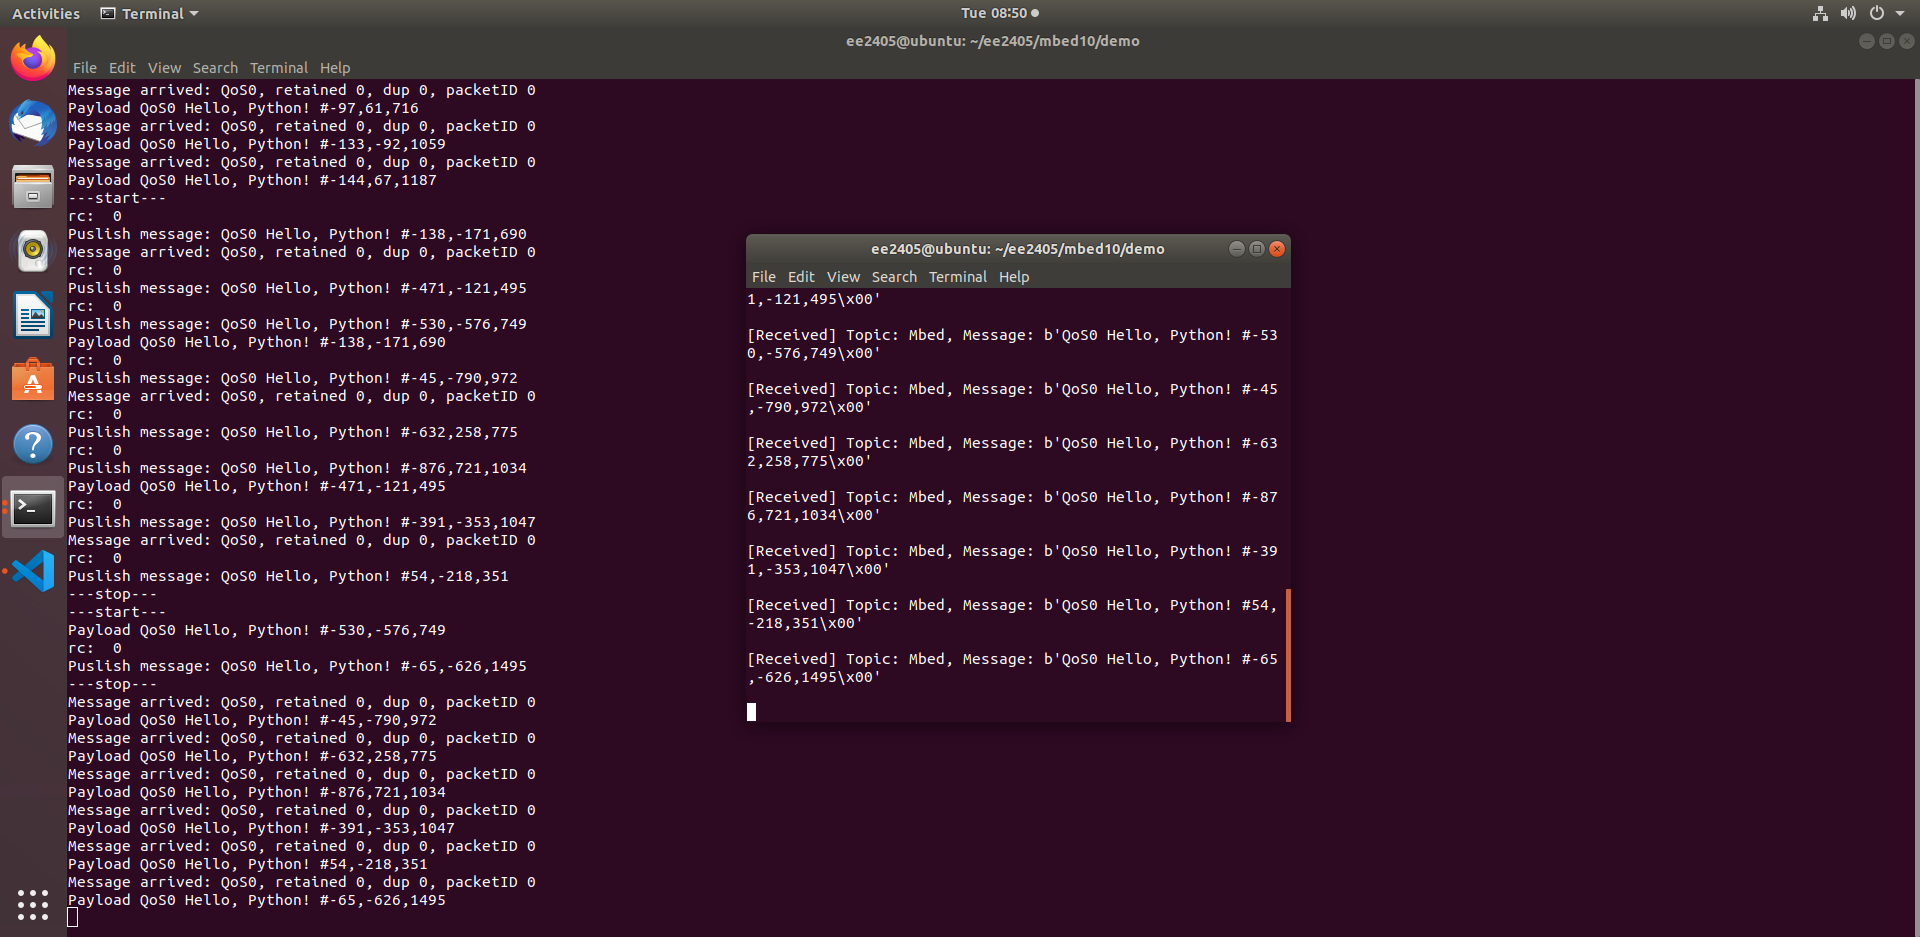 Activities Terminal Tue 08:50
ee2405@ubuntu: ~/ee2405/mbed10/demo
File Edit View Search Terminal Help
Message arrived: QoS0, retained 0, dup 0, packetID 0
Payload QoS0 Hello, Python! #-97,61,716
Message arrived: QoS0, retained 0, dup 0, packetID 0
Payload QoS0 Hello, Python! #-133,-92,1059
Message arrived: QoS0, retained 0, dup 0, packetID 0
Payload QoS0 Hello, Python! #-144,67,1187
---start---
rc:  0
Puslish message: QoS0 Hello, Python! #-138,-171,690
Message arrived: QoS0, retained 0, dup 0, packetID 0
rc:  0
Puslish message: QoS0 Hello, Python! #-471,-121,495
rc:  0
Puslish message: QoS0 Hello, Python! #-530,-576,749
Payload QoS0 Hello, Python! #-138,-171,690
rc:  0
Puslish message: QoS0 Hello, Python! #-45,-790,972
Message arrived: QoS0, retained 0, dup 0, packetID 0
rc:  0
Puslish message: QoS0 Hello, Python! #-632,258,775
rc:  0
Puslish message: QoS0 Hello, Python! #-876,721,1034
Payload QoS0 Hello, Python! #-471,-121,495
rc:  0
Puslish message: QoS0 Hello, Python! #-391,-353,1047
Message arrived: QoS0, retained 0, dup 0, packetID 0
rc:  0
Puslish message: QoS0 Hello, Python! #54,-218,351
---stop---
---start---
Payload QoS0 Hello, Python! #-530,-576,749
rc:  0
Puslish message: QoS0 Hello, Python! #-65,-626,1495
---stop---
Message arrived: QoS0, retained 0, dup 0, packetID 0
Payload QoS0 Hello, Python! #-45,-790,972
Message arrived: QoS0, retained 0, dup 0, packetID 0
Payload QoS0 Hello, Python! #-632,258,775
Message arrived: QoS0, retained 0, dup 0, packetID 0
Payload QoS0 Hello, Python! #-876,721,1034
Message arrived: QoS0, retained 0, dup 0, packetID 0
Payload QoS0 Hello, Python! #-391,-353,1047
Message arrived: QoS0, retained 0, dup 0, packetID 0
Payload QoS0 Hello, Python! #54,-218,351
Message arrived: QoS0, retained 0, dup 0, packetID 0
Payload QoS0 Hello, Python! #-65,-626,1495
ee2405@ubuntu: ~/ee2405/mbed10/demo
File Edit View Search Terminal Help
1,-121,495\x00'
[Received] Topic: Mbed, Message: b'QoS0 Hello, Python! #-53
0,-576,749\x00'
[Received] Topic: Mbed, Message: b'QoS0 Hello, Python! #-45
,-790,972\x00'
[Received] Topic: Mbed, Message: b'QoS0 Hello, Python! #-63
2,258,775\x00'
[Received] Topic: Mbed, Message: b'QoS0 Hello, Python! #-87
6,721,1034\x00'
[Received] Topic: Mbed, Message: b'QoS0 Hello, Python! #-39
1,-353,1047\x00'
[Received] Topic: Mbed, Message: b'QoS0 Hello, Python! #54,
-218,351\x00'
[Received] Topic: Mbed, Message: b'QoS0 Hello, Python! #-65
,-626,1495\x00'